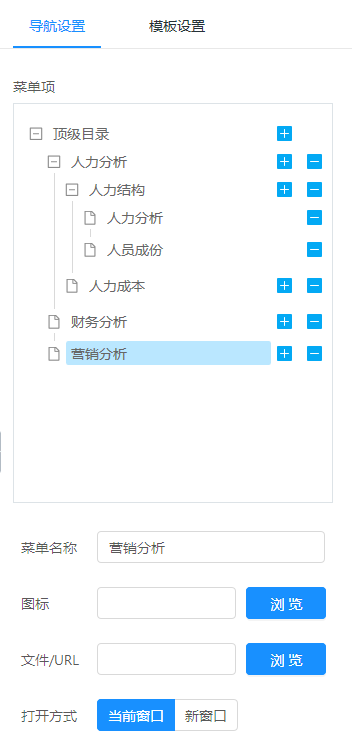 导航设置 模板设置
菜单项
顶级目录
人力分析
人力结构
人力分析
人员成份
人力成本
财务分析
营销分析
菜单名称 营销分析
图标 浏 览
文件/URL 浏 览
打开方式 当前窗口 新窗口